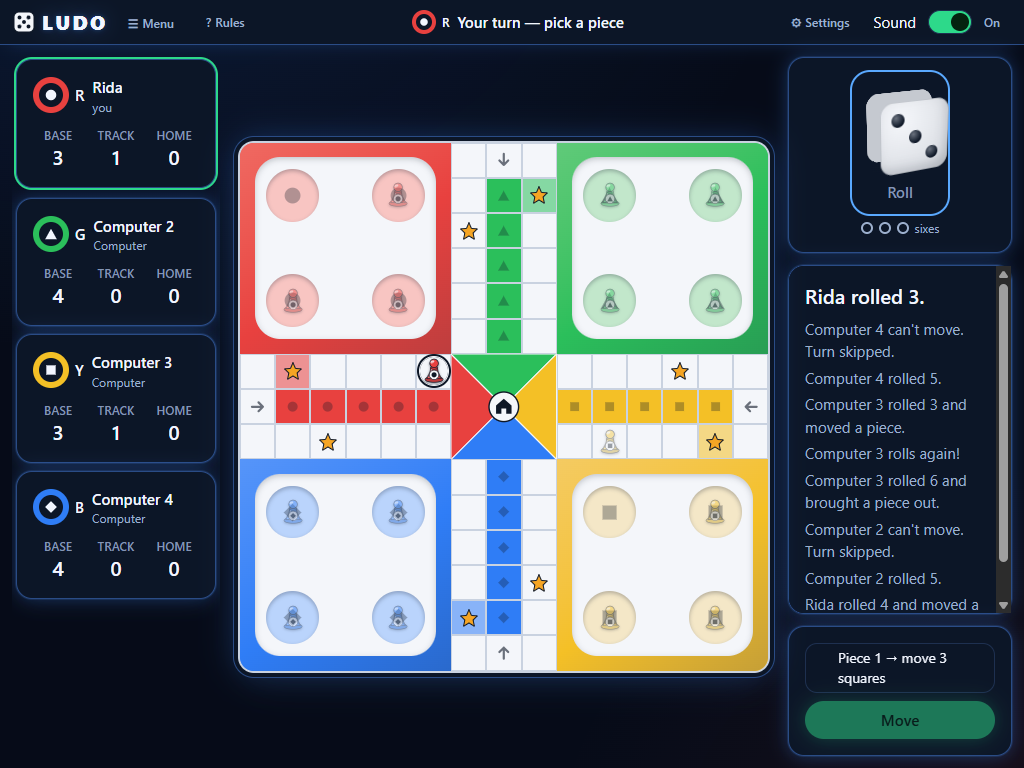 LUDO
☰ Menu
? Rules
R Your turn — pick a piece
⚙ Settings
Sound
On
R
Rida
you
BASE TRACK HOME
3 1 0
G
Computer 2
Computer
BASE TRACK HOME
4 0 0
Y
Computer 3
Computer
BASE TRACK HOME
3 1 0
B
Computer 4
Computer
BASE TRACK HOME
4 0 0
Roll
sixes
Rida rolled 3.
Computer 4 can't move.
Turn skipped.
Computer 4 rolled 5.
Computer 3 rolled 3 and
moved a piece.
Computer 3 rolls again!
Computer 3 rolled 6 and
brought a piece out.
Computer 2 can't move.
Turn skipped.
Computer 2 rolled 5.
Rida rolled 4 and moved a
Piece 1 → move 3
squares
Move